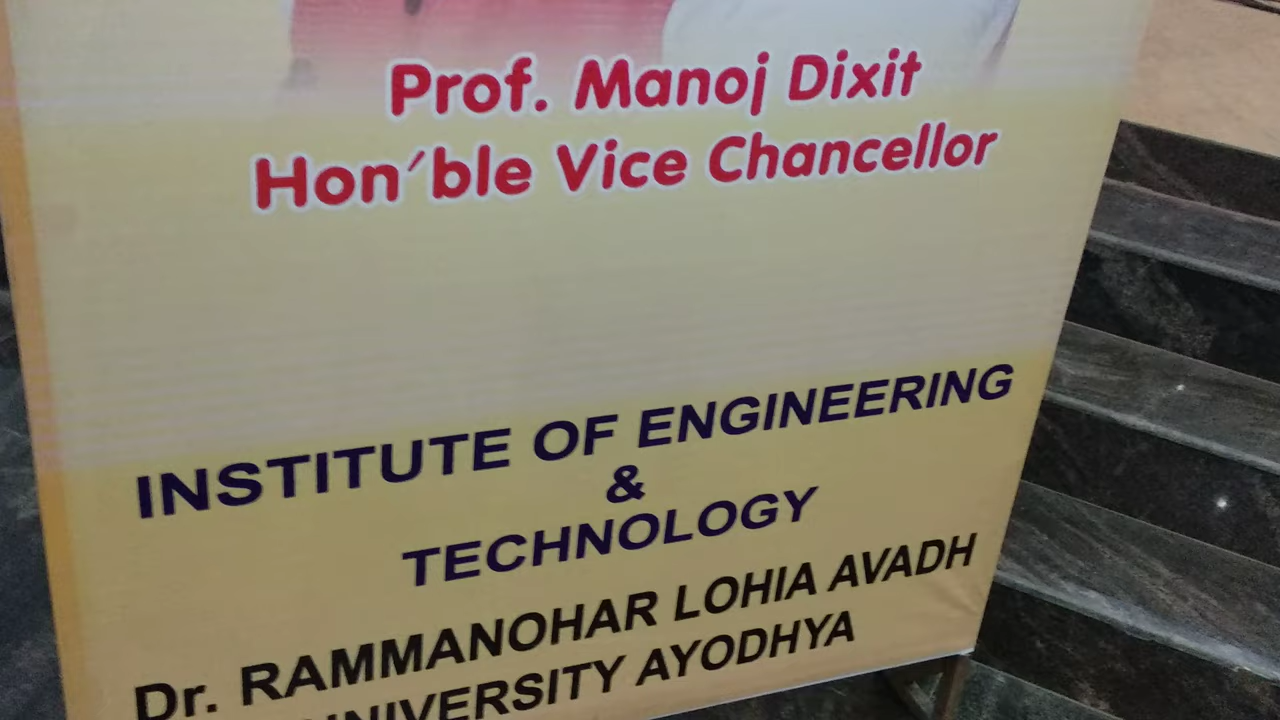 Prof. Manoj Dixit
Hon'ble Vice Chancellor
INSTITUTE OF ENGINEERING
&
TECHNOLOGY
Dr. RAMMANOHAR LOHIA AVADH
UNIVERSITY AYODHYA